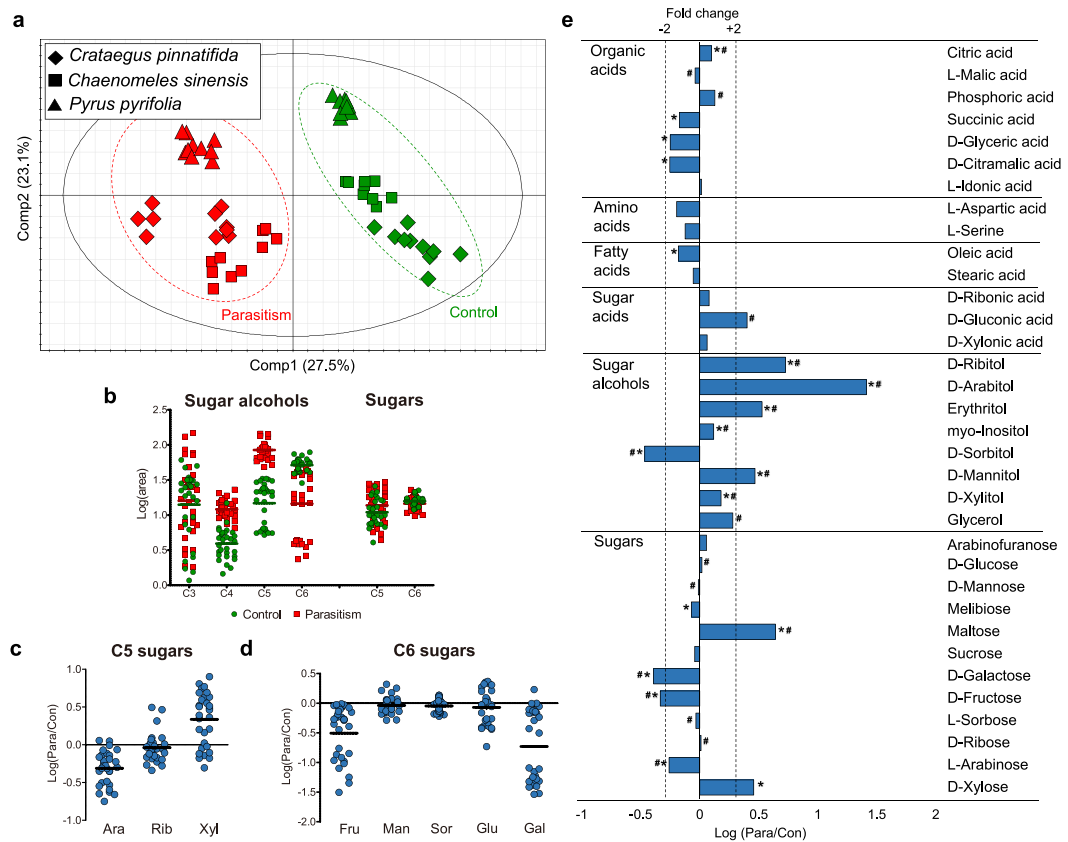 a
Crataegus pinnatifida
Chaenomeles sinensis
Pyrus pyrifolia
Comp2 (23.1%)
Parasitism
Control
Comp1 (27.5%)
b
Sugar alcohols
Sugars
Log(area)
2.5
2.0
1.5
1.0
0.5
0.0
C3
C4
C5
C6
C5
C6
Control
Parasitism
c
C5 sugars
Log(Para/Con)
1.0
0.5
0.0
-0.5
-1.0
Ara
Rib
Xyl
d
C6 sugars
0.5
0.0
-0.5
-1.0
-1.5
-2.0
Fru
Man
Sor
Glu
Gal
e
Fold change
-2
+2
Organic
acids
Citric acid
*#
L-Malic acid
#
Phosphoric acid
#
Succinic acid
*
D-Glyceric acid
*
D-Citramalic acid
*
L-Idonic acid
Amino
acids
L-Aspartic acid
L-Serine
Fatty
acids
Oleic acid
*
Stearic acid
Sugar
acids
D-Ribonic acid
D-Gluconic acid
#
D-Xylonic acid
Sugar
alcohols
D-Ribitol
*#
D-Arabitol
*#
Erythritol
*#
myo-Inositol
*#
D-Sorbitol
#*
D-Mannitol
*#
D-Xylitol
*#
Glycerol
#
Sugars
Arabinofuranose
D-Glucose
#
D-Mannose
#
Melibiose
*
Maltose
*#
Sucrose
D-Galactose
#*
D-Fructose
#*
L-Sorbose
#
D-Ribose
#
L-Arabinose
#*
D-Xylose
*
-1
-0.5
0
0.5
1
1.5
2
Log (Para/Con)